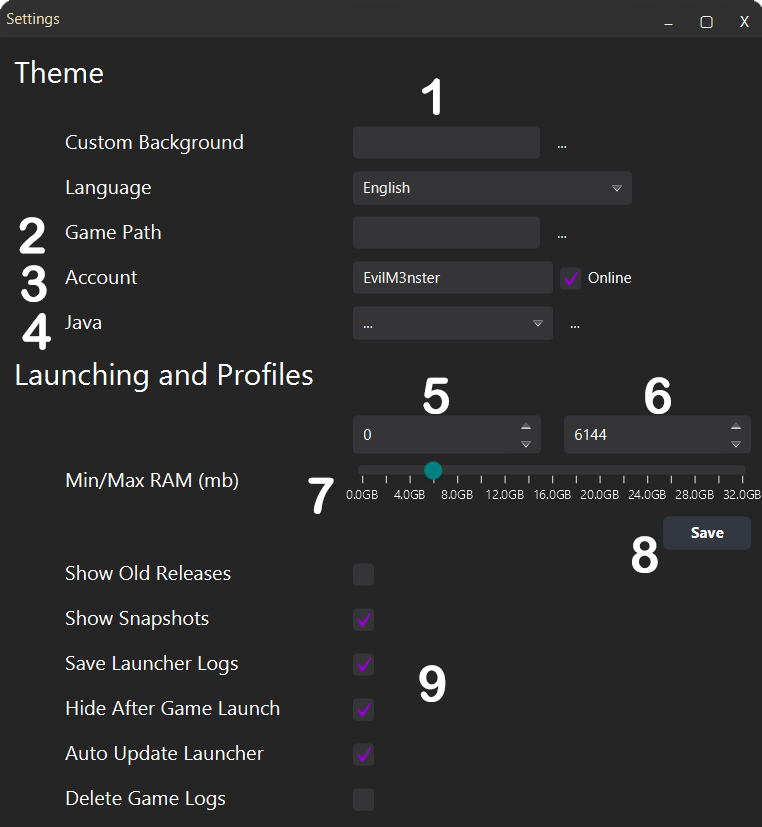 Settings
Theme
1
Custom Background ...
Language English
2 Game Path ...
3 Account EvilM3nster Online
4 Java ... ...
Launching and Profiles
5 6
0 6144
Min/Max RAM (mb)
7 0.0GB 4.0GB 8.0GB 12.0GB 16.0GB 20.0GB 24.0GB 28.0GB 32.0GB
8 Save
Show Old Releases
Show Snapshots
Save Launcher Logs
9
Hide After Game Launch
Auto Update Launcher
Delete Game Logs